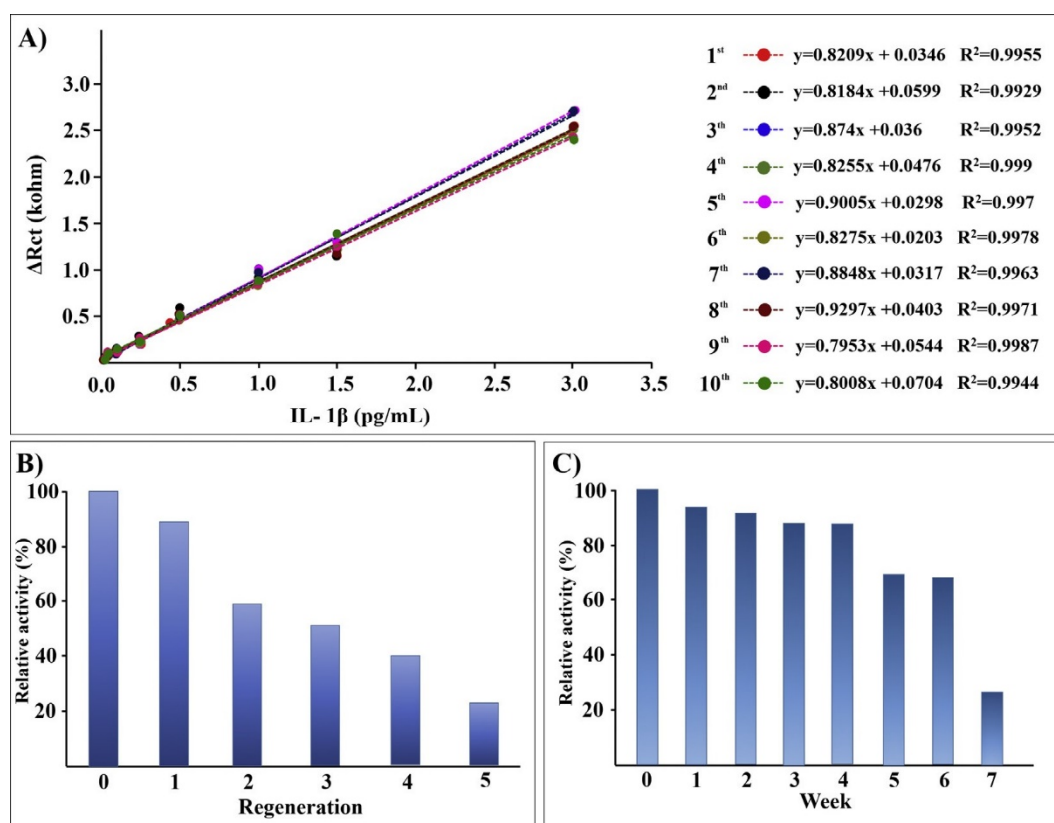 A)
3.0
2.5
2.0
1.5
1.0
0.5
ΔRct (kohm)
0.0 0.5 1.0 1.5 2.0 2.5 3.0 3.5
IL- 1β (pg/mL)
1st y=0.8209x + 0.0346 R²=0.9955
2nd y=0.8184x +0.0599 R²=0.9929
3th y=0.874x +0.036 R²=0.9952
4th y=0.8255x +0.0476 R²=0.999
5th y=0.9005x +0.0298 R²=0.997
6th y=0.8275x +0.0203 R²=0.9978
7th y=0.8848x +0.0317 R²=0.9963
8th y=0.9297x +0.0403 R²=0.9971
9th y=0.7953x +0.0544 R²=0.9987
10th y=0.8008x +0.0704 R²=0.9944
B)
100
80
60
40
20
Relative activity (%)
0 1 2 3 4 5
Regeneration
C)
100
80
60
40
20
Relative activity (%)
0 1 2 3 4 5 6 7
Week